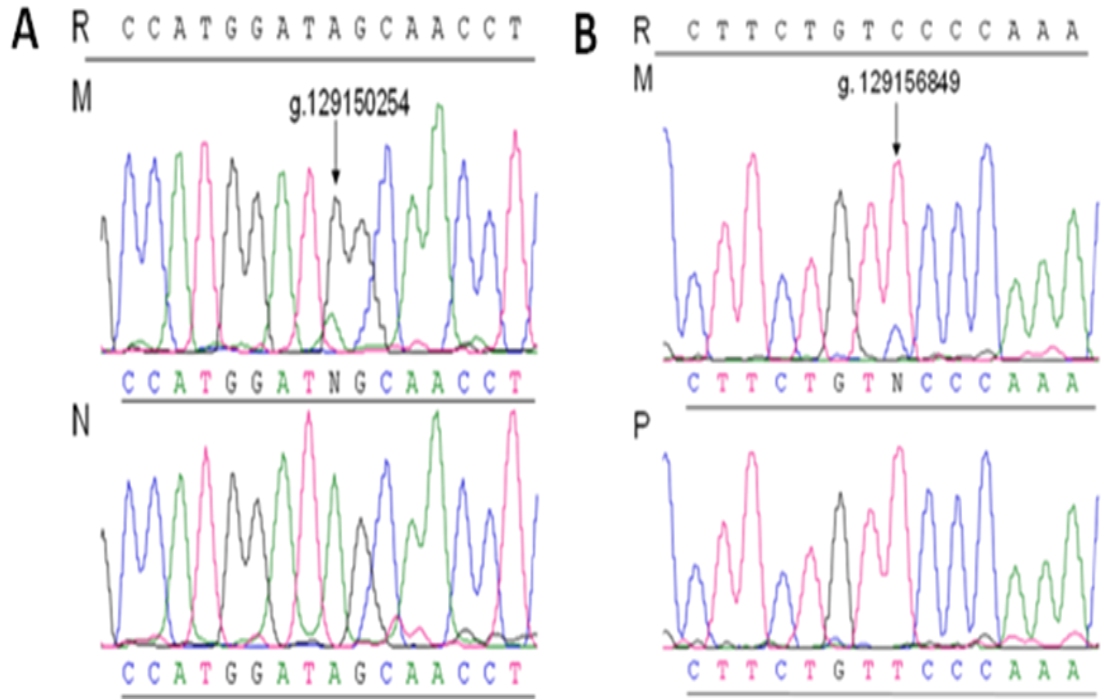 A
R C C A T G G A T A G C A A C C T
M
g.129150254
C C A T G G A T N G C A A C C T
N
C C A T G G A T A G C A A C C T
B
R C T T C T G T C C C C A A A
M
g.129156849
C T T C T G T N C C C A A A
P
C T T C T G T T C C C A A A